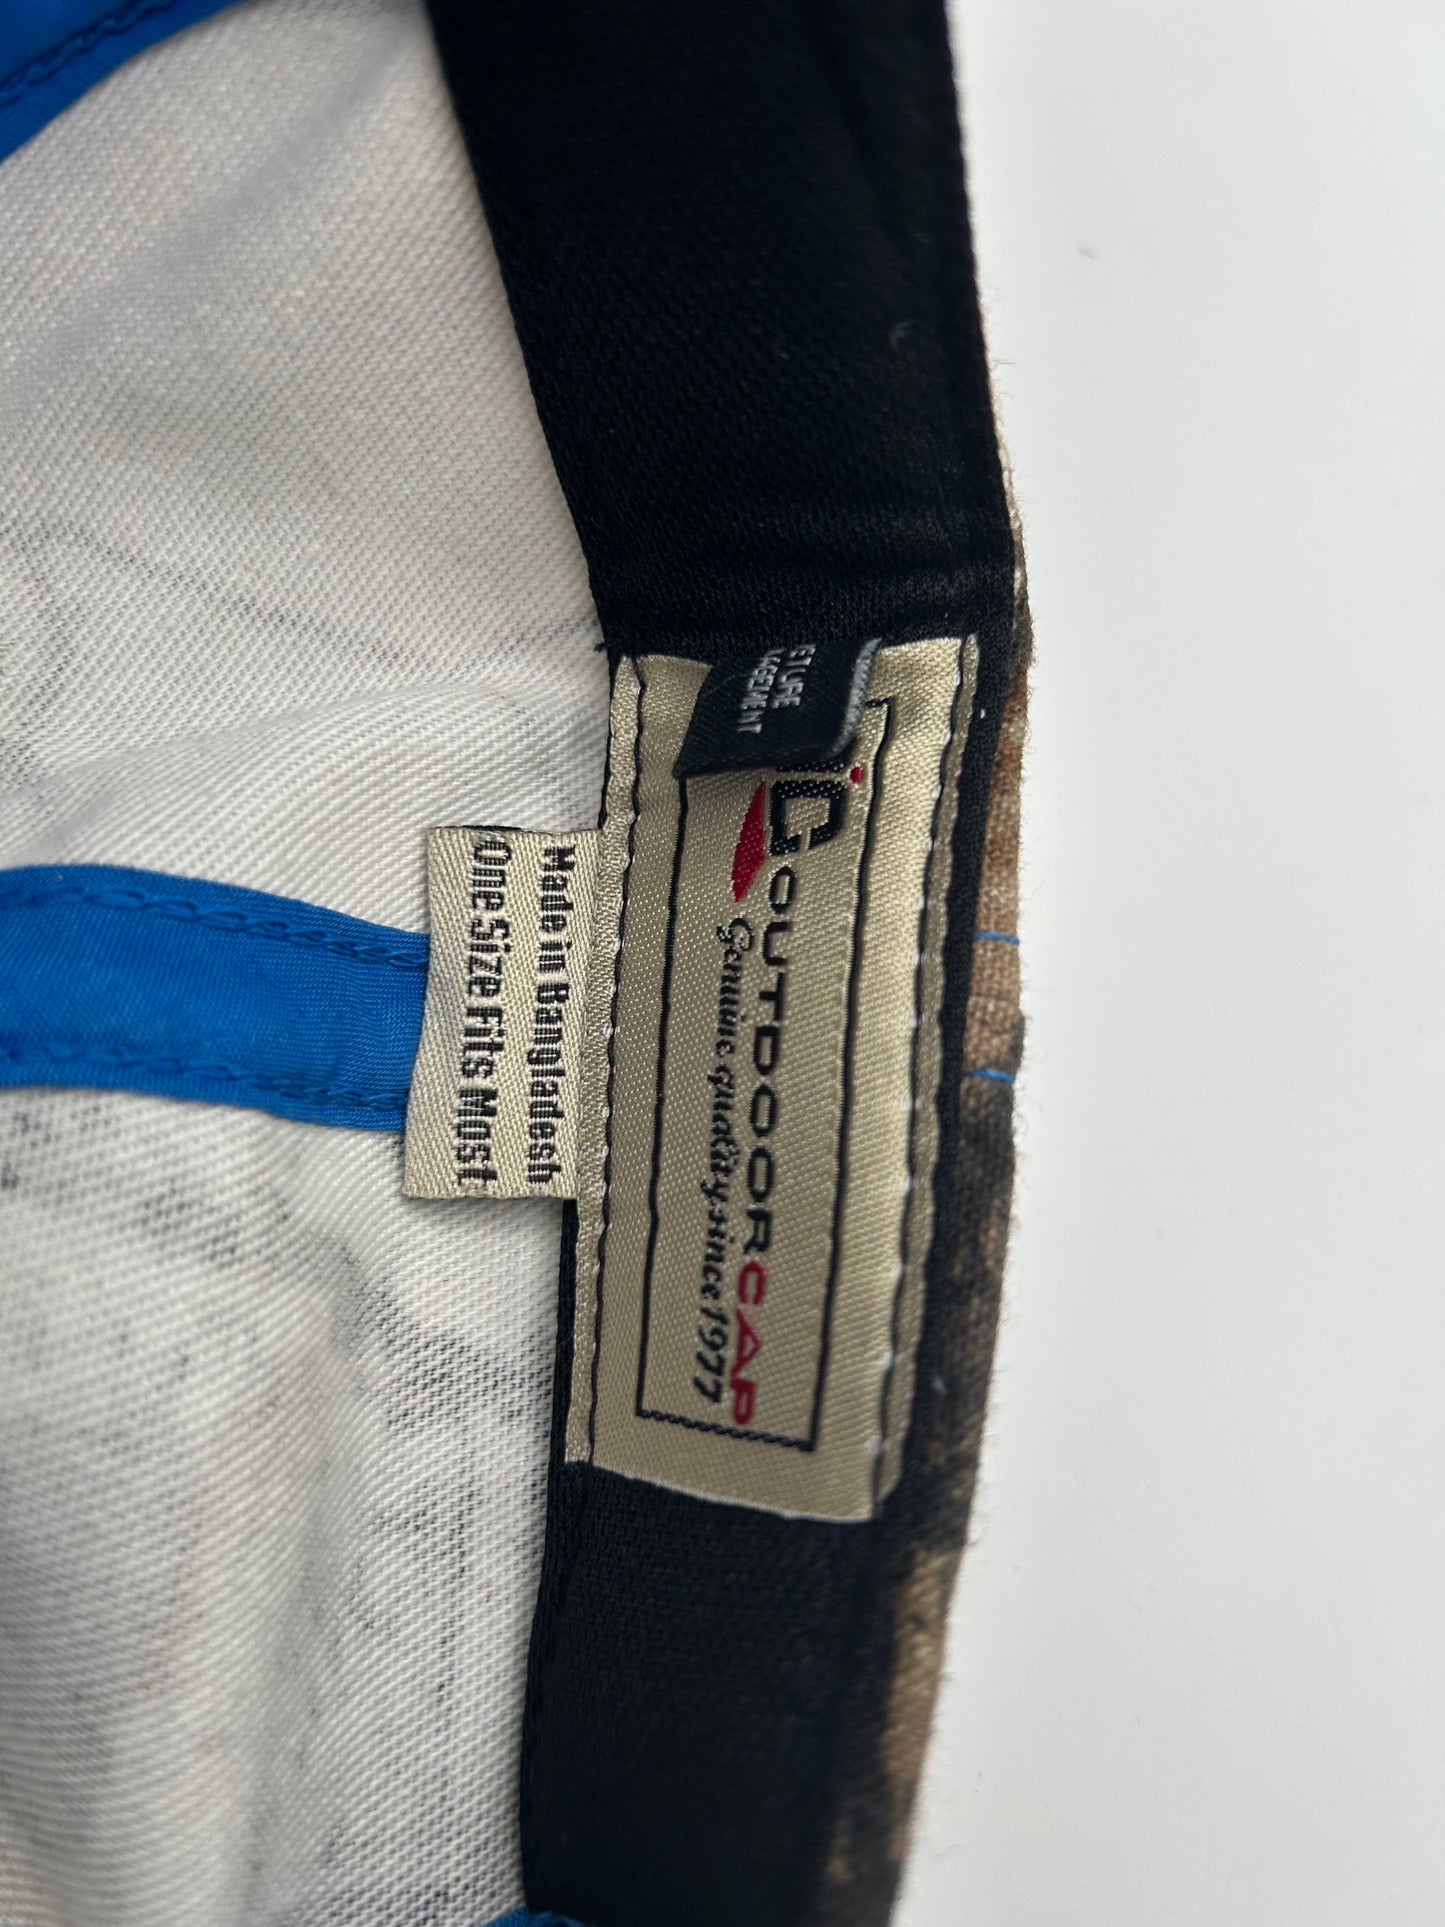 OUTDOORCAP
Genuine quality since 1977
Made in Bangladesh
One Size Fits Most